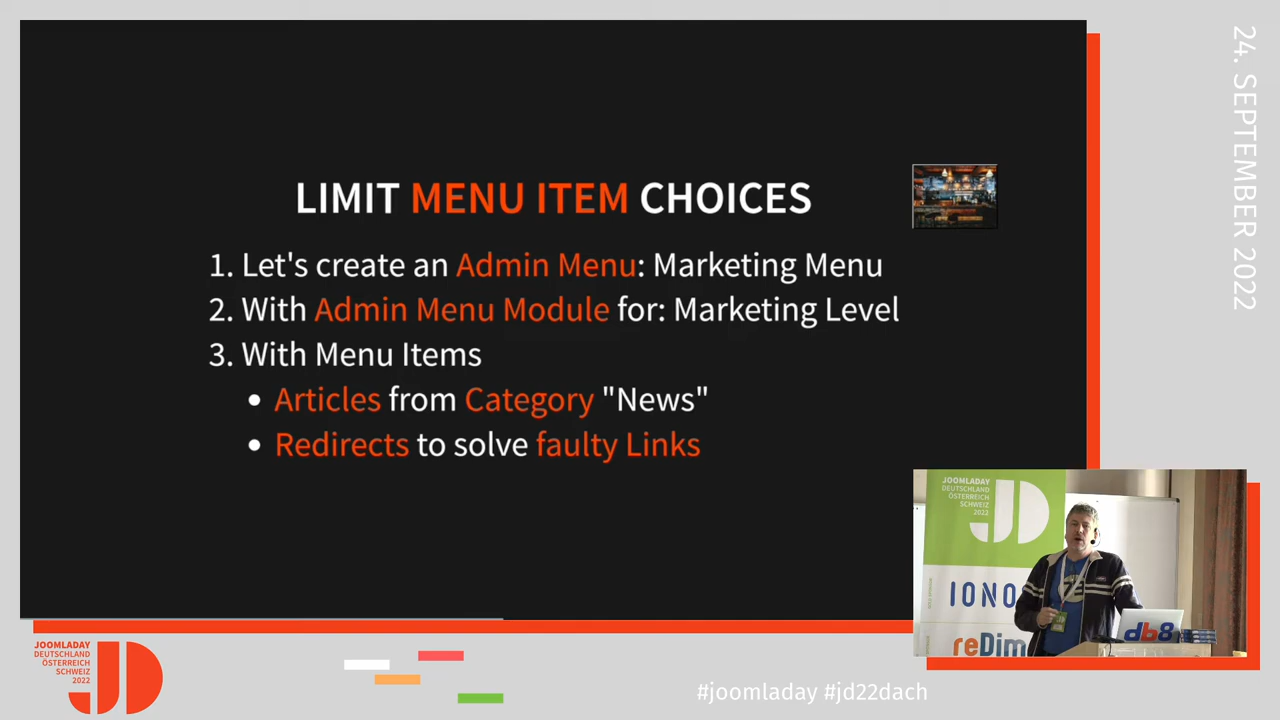 24. SEPTEMBER 2022
LIMIT MENU ITEM CHOICES
1. Let's create an Admin Menu: Marketing Menu
2. With Admin Menu Module for: Marketing Level
3. With Menu Items
• Articles from Category "News"
• Redirects to solve faulty Links
JOOMLADAY
DEUTSCHLAND
ÖSTERREICH
SCHWEIZ
2022
JD
IONO
reDim
db8
JOOMLADAY
DEUTSCHLAND
ÖSTERREICH
SCHWEIZ
2022
JD
#joomladay #jd22dach